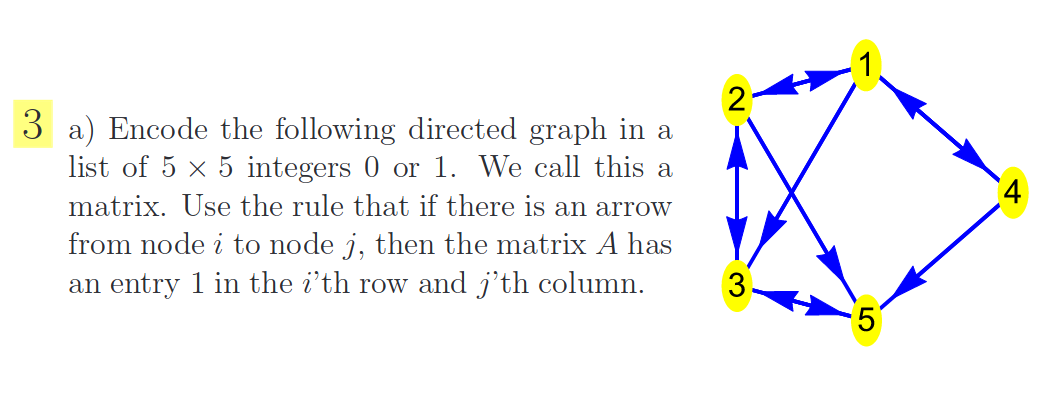 3 a) Encode the following directed graph in a
list of 5 × 5 integers 0 or 1. We call this a
matrix. Use the rule that if there is an arrow
from node i to node j, then the matrix A has
an entry 1 in the i'th row and j'th column.
1
2
4
3
5